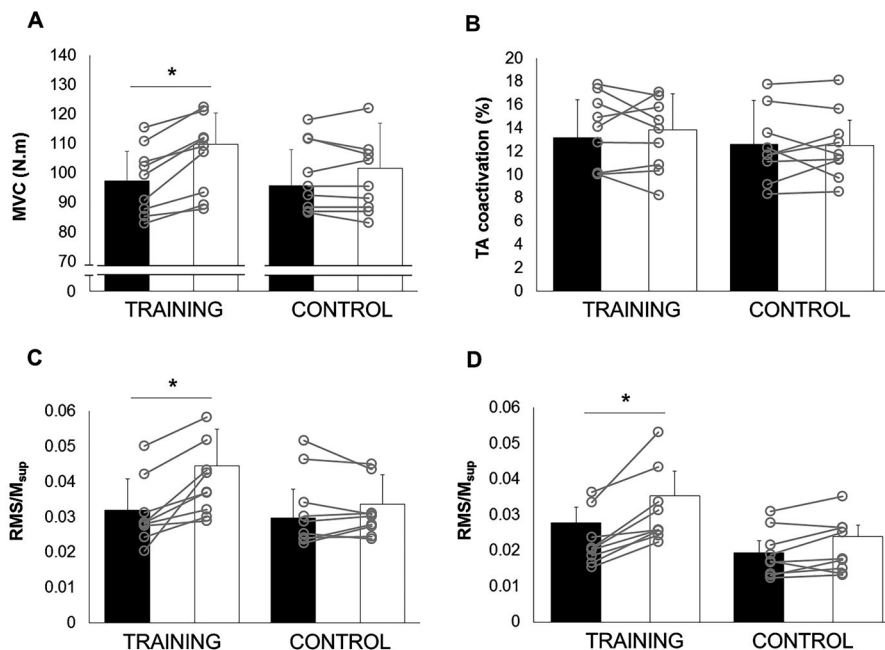 A
MVC (N.m)
140
130
120
110
100
90
80
70
0
*
TRAINING
CONTROL
B
TA coactivation (%)
20
18
16
14
12
10
8
6
4
2
0
TRAINING
CONTROL
C
RMS/Msup
0.06
0.05
0.04
0.03
0.02
0.01
0
*
TRAINING
CONTROL
D
RMS/Msup
0.06
0.05
0.04
0.03
0.02
0.01
0
*
TRAINING
CONTROL